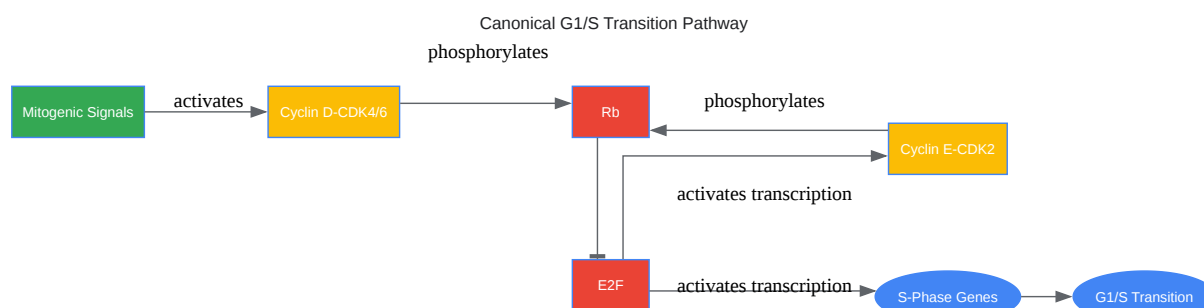 Canonical G1/S Transition Pathway
phosphorylates
Mitogenic Signals
activates
Cyclin D-CDK4/6
Rb
phosphorylates
Cyclin E-CDK2
activates transcription
E2F
activates transcription
S-Phase Genes
G1/S Transition